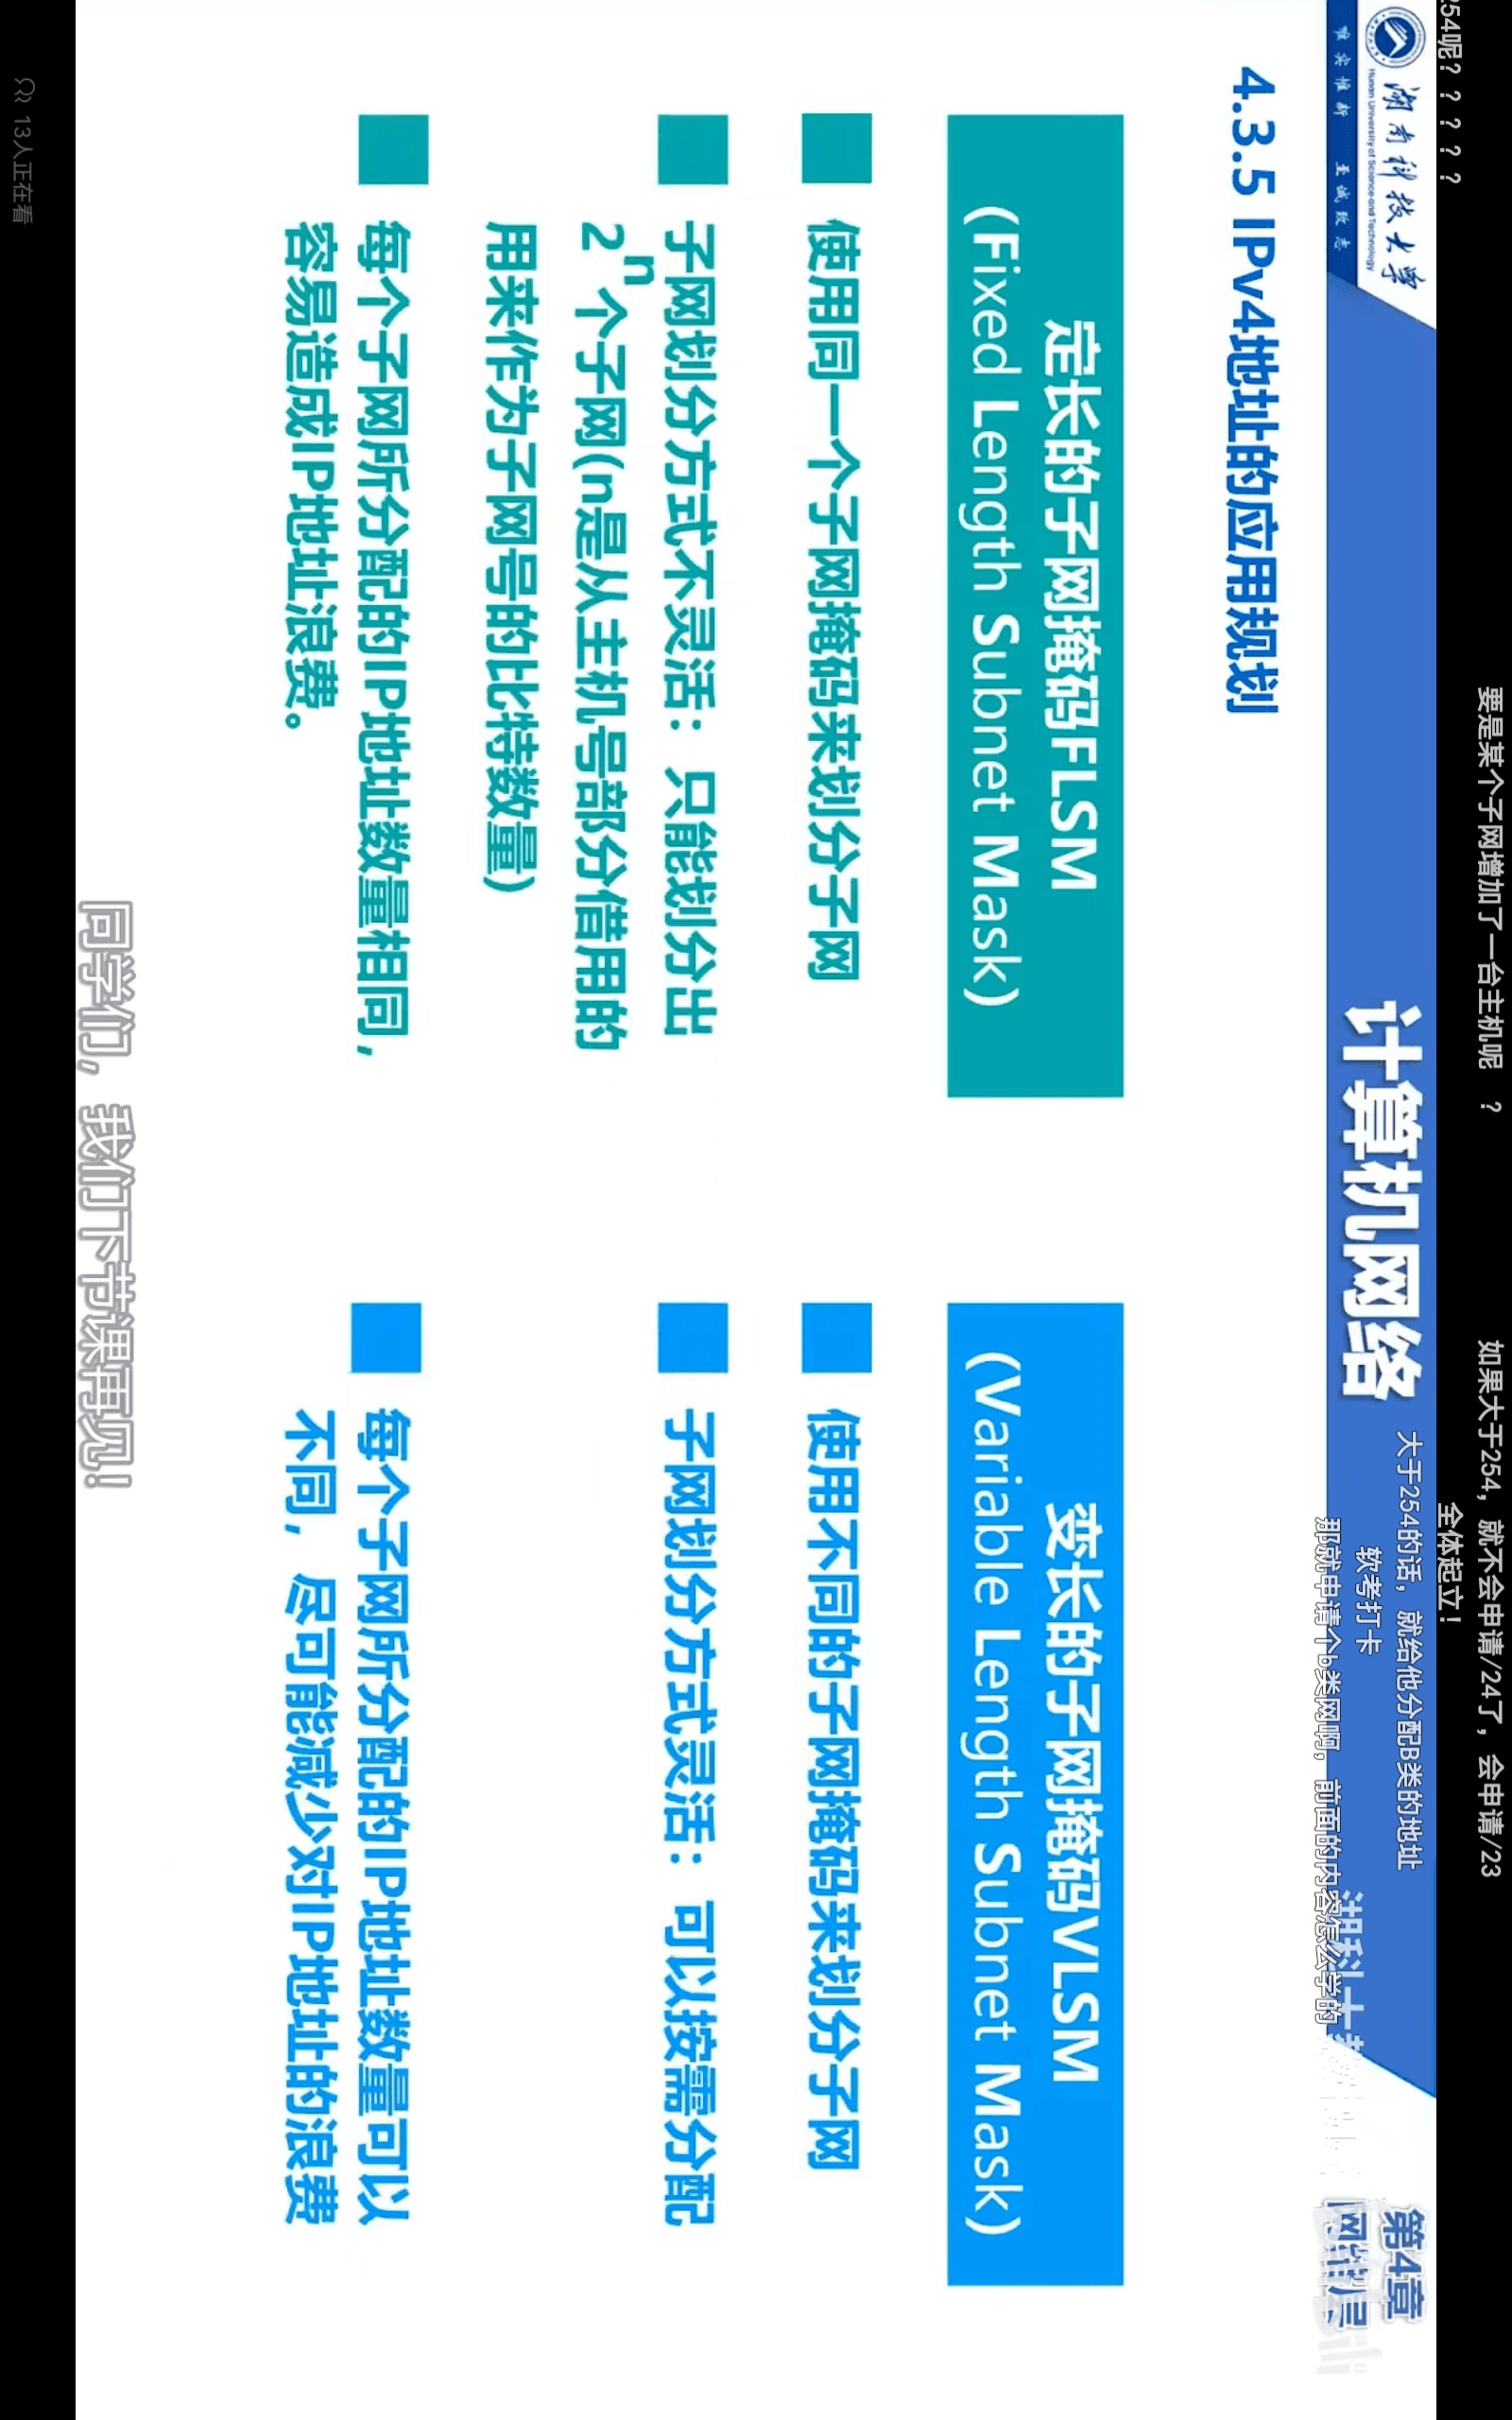 254呢？？？？？
要是某个子网增加了一台主机呢 ？
如果大于254，就不会申请/24了，会申请/23
全体起立！
大于254的话，就给他分配B类的地址
软考打卡
那就申请个b类网啊，前面的内容怎么学的
湖南科技大学
Hunan University of Science and Technology
唯实惟新 至诚致志
计算机网络
第4章
网络层
4.3.5 IPv4地址的应用规划
定长的子网掩码FLSM
(Fixed Length Subnet Mask)
使用同一个子网掩码来划分子网
子网划分方式不灵活：只能划分出
2ⁿ个子网(n是从主机号部分借用的
用来作为子网号的比特数量)
每个子网所分配的IP地址数量相同，
容易造成IP地址浪费。
变长的子网掩码VLSM
(Variable Length Subnet Mask)
使用不同的子网掩码来划分子网
子网划分方式灵活：可以按需分配
每个子网所分配的IP地址数量可以
不同，尽可能减少对IP地址的浪费
同学们，我们下节课再见！
13人正在看